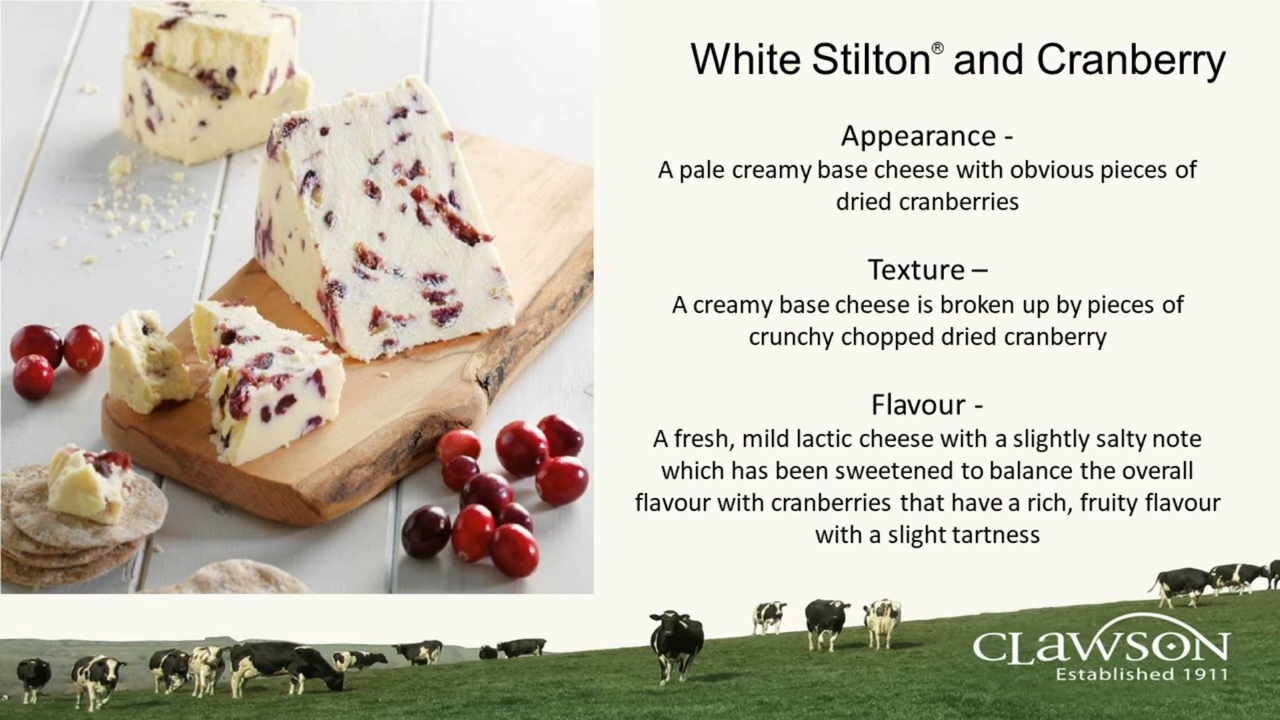 White Stilton® and Cranberry
Appearance -
A pale creamy base cheese with obvious pieces of
dried cranberries
Texture –
A creamy base cheese is broken up by pieces of
crunchy chopped dried cranberry
Flavour -
A fresh, mild lactic cheese with a slightly salty note
which has been sweetened to balance the overall
flavour with cranberries that have a rich, fruity flavour
with a slight tartness
CLAWSON
Established 1911